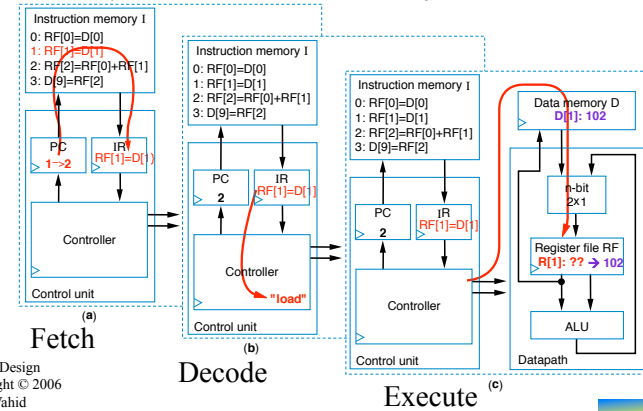 Instruction memory I
0: RF[0]=D[0]
1: RF[1]=D[1]
2: RF[2]=RF[0]+RF[1]
3: D[9]=RF[2]
PC
1->2
IR
RF[1]=D[1]
Controller
Control unit
(a)
Fetch
Instruction memory I
0: RF[0]=D[0]
1: RF[1]=D[1]
2: RF[2]=RF[0]+RF[1]
3: D[9]=RF[2]
PC
2
IR
RF[1]=D[1]
Controller
"load"
Control unit
(b)
Decode
Instruction memory I
0: RF[0]=D[0]
1: RF[1]=D[1]
2: RF[2]=RF[0]+RF[1]
3: D[9]=RF[2]
PC
2
IR
RF[1]=D[1]
Controller
Control unit
Data memory D
D[1]: 102
n-bit
2×1
Register file RF
R[1]: ?? → 102
ALU
Datapath
(c)
Execute
Design
ght © 2006
Vahid